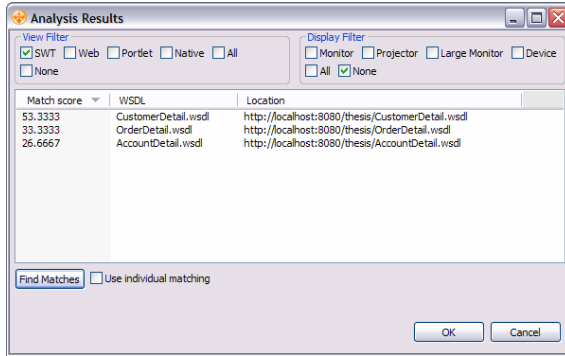 Analysis Results
View Filter
SWT Web Portlet Native All
None
Display Filter
Monitor Projector Large Monitor Device
All None
Match score WSDL Location
53.3333 CustomerDetail.wsdl http://localhost:8080/thesis/CustomerDetail.wsdl
33.3333 OrderDetail.wsdl http://localhost:8080/thesis/OrderDetail.wsdl
26.6667 AccountDetail.wsdl http://localhost:8080/thesis/AccountDetail.wsdl
Find Matches Use individual matching
OK Cancel